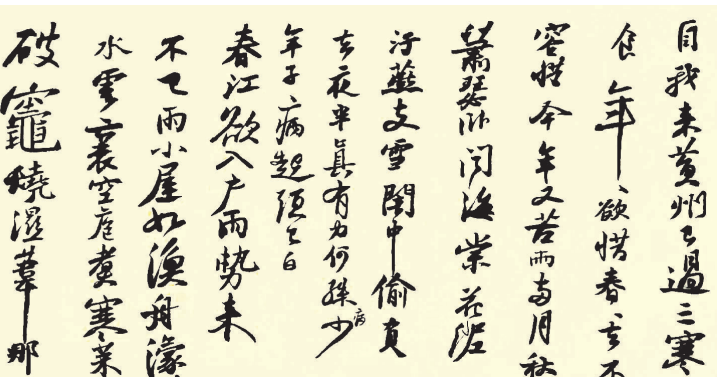 自我来黄州已過三寒
食年、欲惜春、去不
容惜今年又苦雨两月秋
蕭瑟卧聞海棠花泥
汙燕支雪闇中偷負
去夜半真有力何殊少病
年子病起頭已白
春江欲入户雨勢来
不已雨小屋如漁舟濛
水雲裏空庖煮寒菜
破竈燒濕葦那